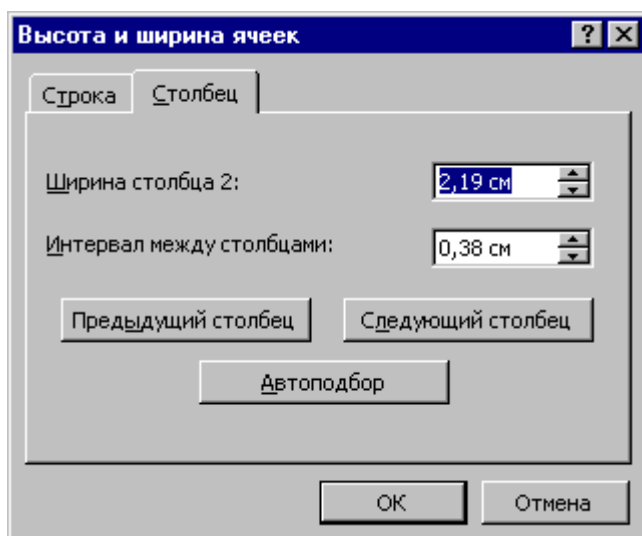 Высота и ширина ячеек
Строка Столбец
Ширина столбца 2: 2,19 см
Интервал между столбцами: 0,38 см
Предыдущий столбец Следующий столбец
Автоподбор
ОК Отмена